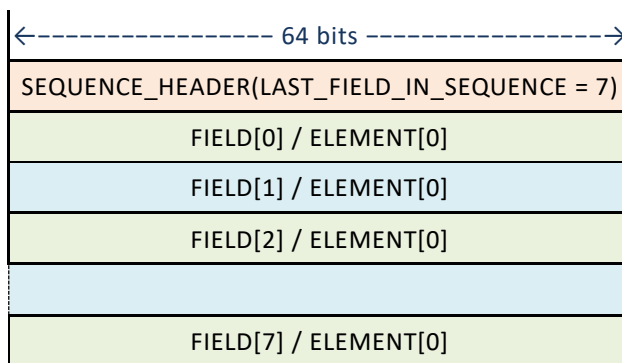 64 bits
SEQUENCE_HEADER(LAST_FIELD_IN_SEQUENCE = 7)
FIELD[0] / ELEMENT[0]
FIELD[1] / ELEMENT[0]
FIELD[2] / ELEMENT[0]
FIELD[7] / ELEMENT[0]